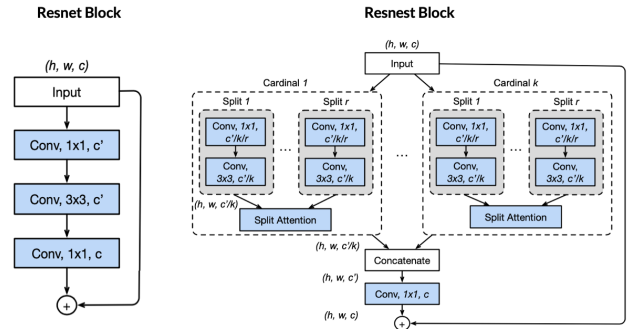 Resnet Block
(h, w, c)
Input
Conv, 1x1, c'
Conv, 3x3, c'
Conv, 1x1, c
+
Resnest Block
(h, w, c)
Input
Cardinal 1
Split 1
Conv, 1x1,
c'/k/r
Conv,
3x3, c'/k
...
Split r
Conv, 1x1,
c'/k/r
Conv,
3x3, c'/k
(h, w, c'/k)
Split Attention
...
Cardinal k
Split 1
Conv, 1x1,
c'/k/r
Conv,
3x3, c'/k
...
Split r
Conv, 1x1,
c'/k/r
Conv,
3x3, c'/k
Split Attention
(h, w, c'/k)
Concatenate
(h, w, c')
Conv, 1x1, c
(h, w, c)
+